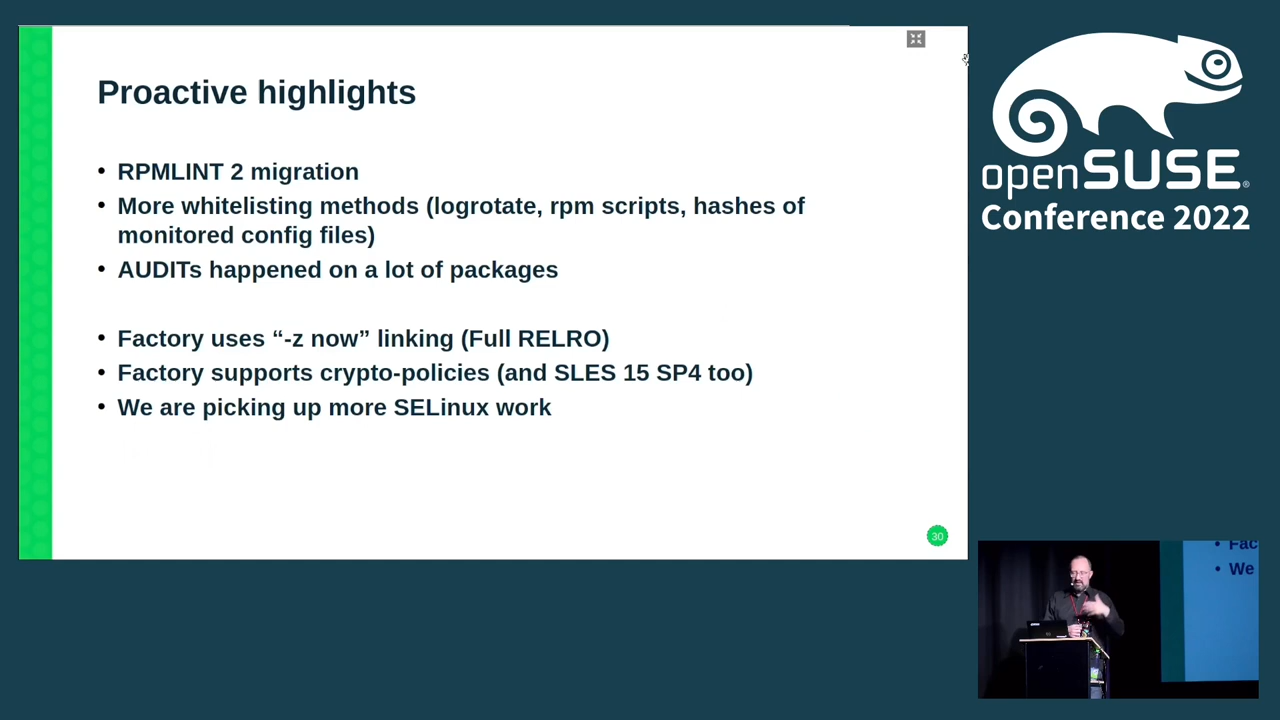 Proactive highlights
• RPMLINT 2 migration
• More whitelisting methods (logrotate, rpm scripts, hashes of
monitored config files)
• AUDITs happened on a lot of packages
• Factory uses “-z now” linking (Full RELRO)
• Factory supports crypto-policies (and SLES 15 SP4 too)
• We are picking up more SELinux work
30
openSUSE®
Conference 2022
• Fac
• We